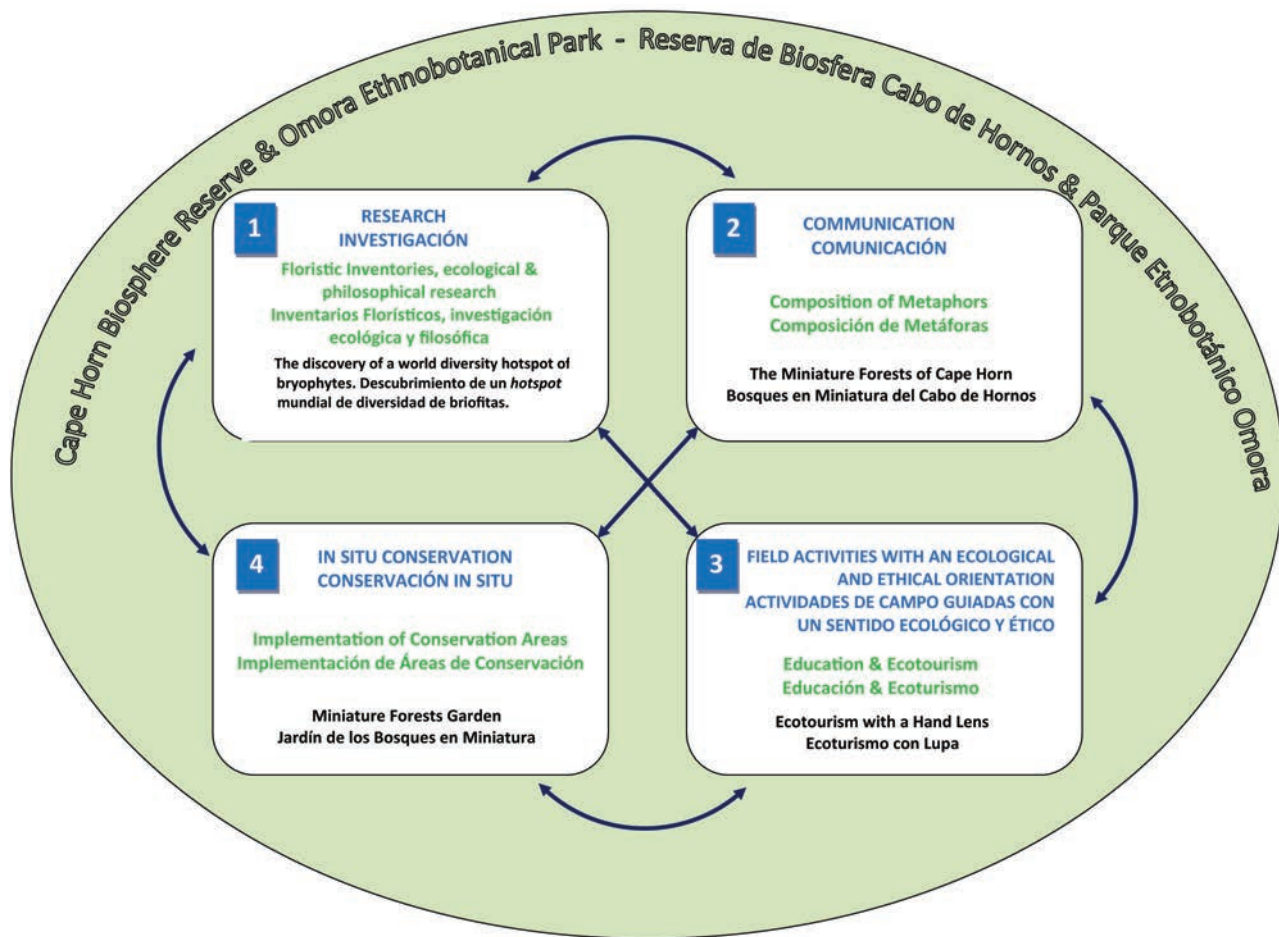 Cape Horn Biosphere Reserve & Omora Ethnobotanical Park - Reserva de Biosfera Cabo de Hornos & Parque Etnobotánico Omora
1
RESEARCH
INVESTIGACIÓN
Floristic Inventories, ecological &
philosophical research
Inventarios Florísticos, investigación
ecológica y filosófica
The discovery of a world diversity hotspot of
bryophytes. Descubrimiento de un hotspot
mundial de diversidad de briofitas.
2
COMMUNICATION
COMUNICACIÓN
Composition of Metaphors
Composición de Metáforas
The Miniature Forests of Cape Horn
Bosques en Miniatura del Cabo de Hornos
4
IN SITU CONSERVATION
CONSERVACIÓN IN SITU
Implementation of Conservation Areas
Implementación de Áreas de Conservación
Miniature Forests Garden
Jardín de los Bosques en Miniatura
3
FIELD ACTIVITIES WITH AN ECOLOGICAL
AND ETHICAL ORIENTATION
ACTIVIDADES DE CAMPO GUIADAS CON
UN SENTIDO ECOLÓGICO Y ÉTICO
Education & Ecotourism
Educación & Ecoturismo
Ecotourism with a Hand Lens
Ecoturismo con Lupa